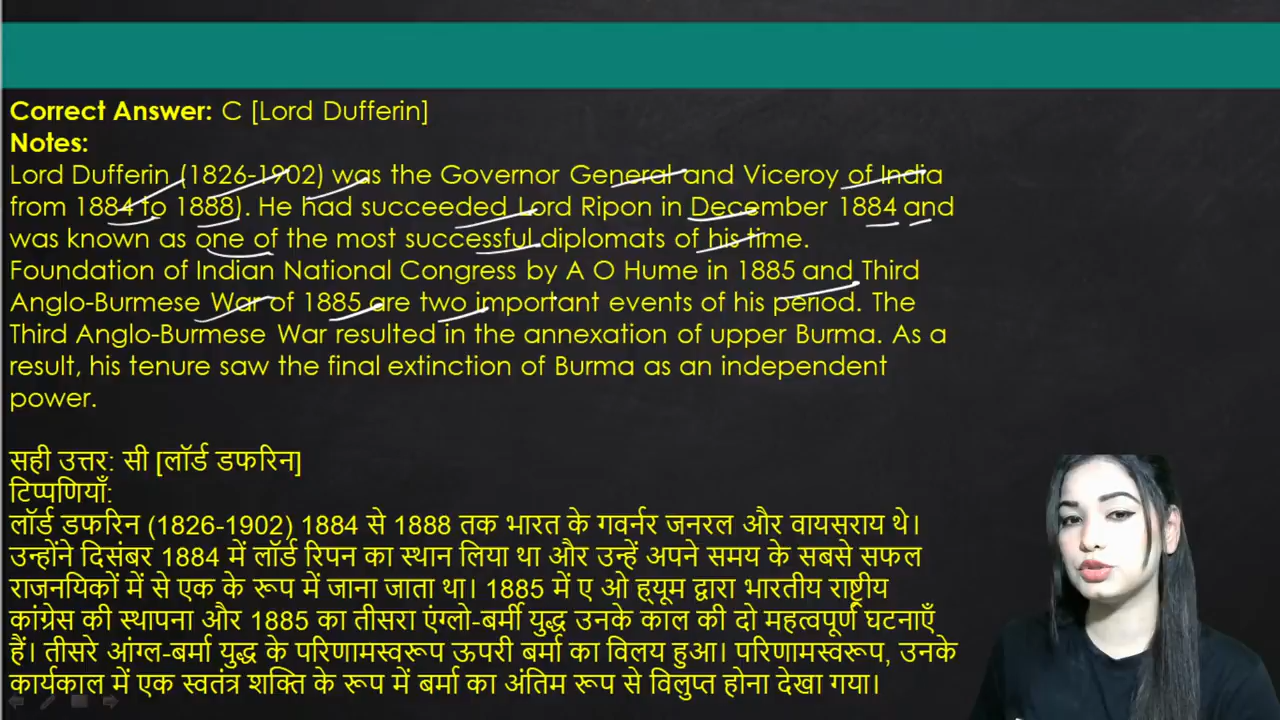 Correct Answer: C [Lord Dufferin]
Notes:
Lord Dufferin (1826-1902) was the Governor General and Viceroy of India
from 1884 to 1888). He had succeeded Lord Ripon in December 1884 and
was known as one of the most successful diplomats of his time.
Foundation of Indian National Congress by A O Hume in 1885 and Third
Anglo-Burmese War of 1885 are two important events of his period. The
Third Anglo-Burmese War resulted in the annexation of upper Burma. As a
result, his tenure saw the final extinction of Burma as an independent
power.
सही उत्तर: सी [लॉर्ड डफरिन]
टिप्पणियाँ:
लॉर्ड डफरिन (1826-1902) 1884 से 1888 तक भारत के गवर्नर जनरल और वायसराय थे।
उन्होंने दिसंबर 1884 में लॉर्ड रिपन का स्थान लिया था और उन्हें अपने समय के सबसे सफल
राजनयिकों में से एक के रूप में जाना जाता था। 1885 में ए ओ ह्यूम द्वारा भारतीय राष्ट्रीय
कांग्रेस की स्थापना और 1885 का तीसरा एंग्लो-बर्मी युद्ध उनके काल की दो महत्वपूर्ण घटनाएँ
हैं। तीसरे आंग्ल-बर्मा युद्ध के परिणामस्वरूप ऊपरी बर्मा का विलय हुआ। परिणामस्वरूप, उनके
कार्यकाल में एक स्वतंत्र शक्ति के रूप में बर्मा का अंतिम रूप से विलुप्त होना देखा गया।